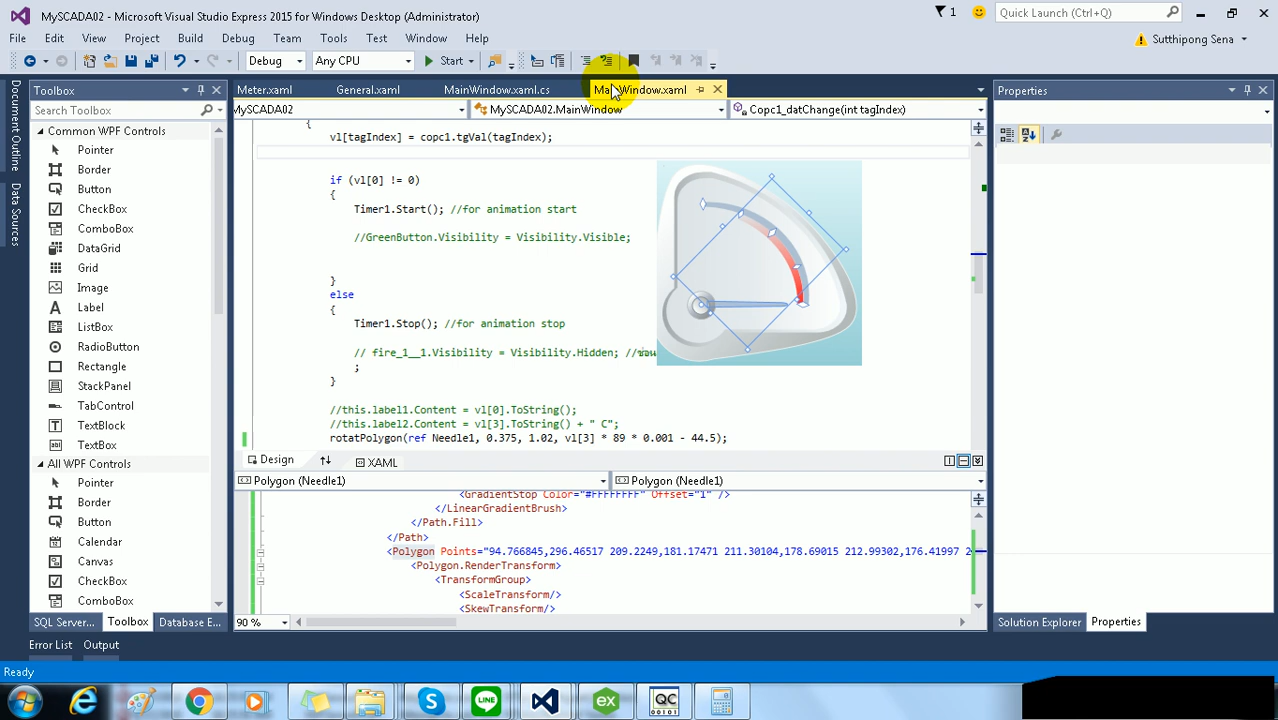 MySCADA02 - Microsoft Visual Studio Express
for Windows Desktop (Administrator)
1
Quick Launch (Ctrl+Q)
File Edit View Project Build Debug Team Tools Test Window Help
Sutthipong Sena
Debug Any CPU Start
Document Outline
Data Sources
Toolbox
Search Toolbox
Common WPF Controls
Pointer
Border
Button
CheckBox
ComboBox
DataGrid
Grid
Image
Label
ListBox
RadioButton
Rectangle
StackPanel
TabControl
TextBlock
TextBox
All WPF Controls
Pointer
Border
Button
Calendar
Canvas
CheckBox
ComboBox
SQL Server... Toolbox Database E...
Meter.xaml General.xaml MainWindow.xaml.cs MainWindow.xaml
MySCADA02 MySCADA02.MainWindow Copc1_datChange(int tagIndex)
{
vl[tagIndex] = copc1.tgVal(tagIndex)
if (vl[0] != 0)
{
Timer1.Start(); //for animation start
//GreenButton.Visibility = Visibility.Visible;
}
else
{
Timer1.Stop(); //for animation stop
fire_1__1.Visibility = Visibility.Hidden; //ซ่อน
;
}
//this.label1.Content = vl[0].ToString();
//this.label2.Content = vl[3].ToString() + " C";
rotatPolygon(ref Needle1, 0.375, 1.02, vl[3] * 89 * 0.001 - 44.5);
XAML
Polygon (Needle1) Polygon (Needle1)
<GradientStop Color="#FFFFFFFF" Offset="1" />
</LinearGradientBrush>
</Path.Fill>
</Path>
<Polygon Points="94.766845,196.46517 209.2249,181.17471 211.30104,178.69015 212.99302,176.41997 2
<Polygon.RenderTransform>
<TransformGroup>
<ScaleTransform/>
<SkewTransform/>
90 %
Properties
Solution Explorer Properties
Error List Output
Ready
LINE
ex
QC
00101